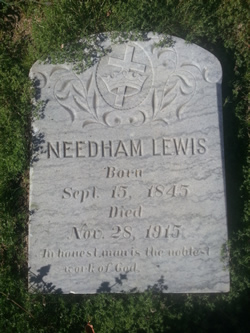 NEEDHAM LEWIS
Born
Sept. 15, 1845
Died
Nov. 28, 1915.
An honest man is the noblest
work of God.